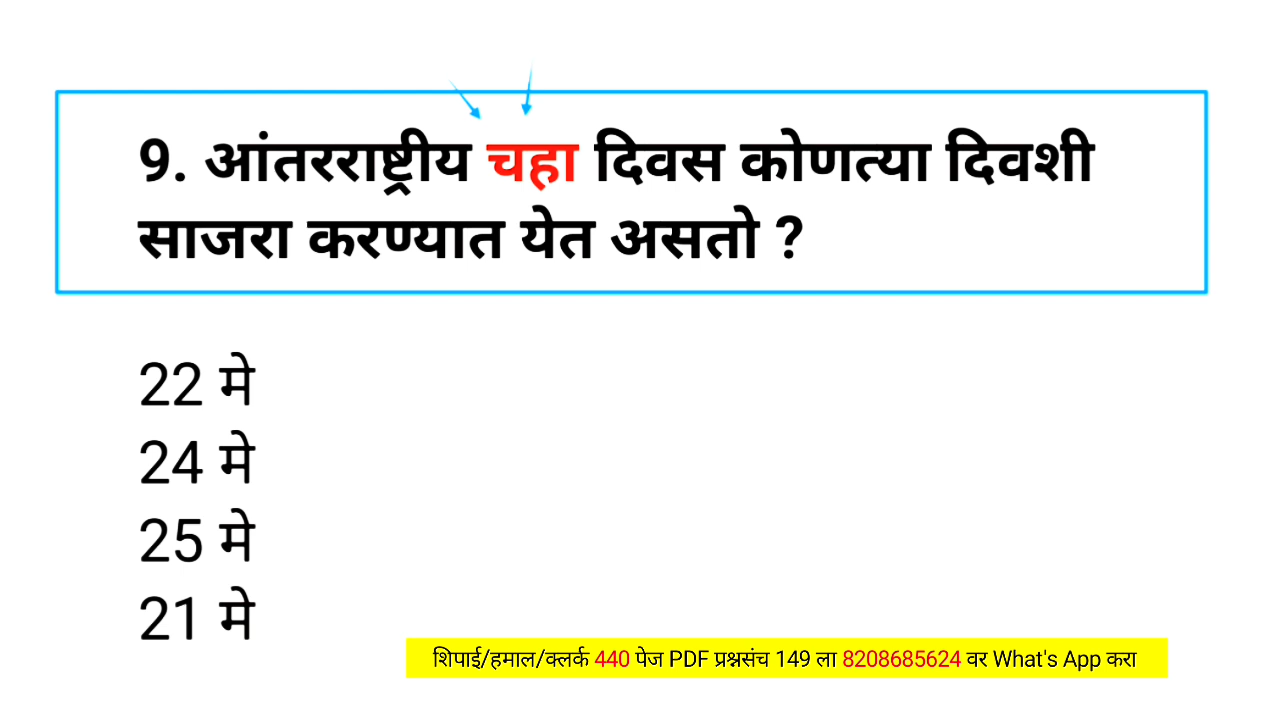 9. आंतरराष्ट्रीय चहा दिवस कोणत्या दिवशी
साजरा करण्यात येत असतो ?
22 मे
24 मे
25 मे
21 मे
शिपाई/हमाल/क्लर्क 440 पेज PDF प्रश्नसंच 149 ला 8208685624 वर What's App करा